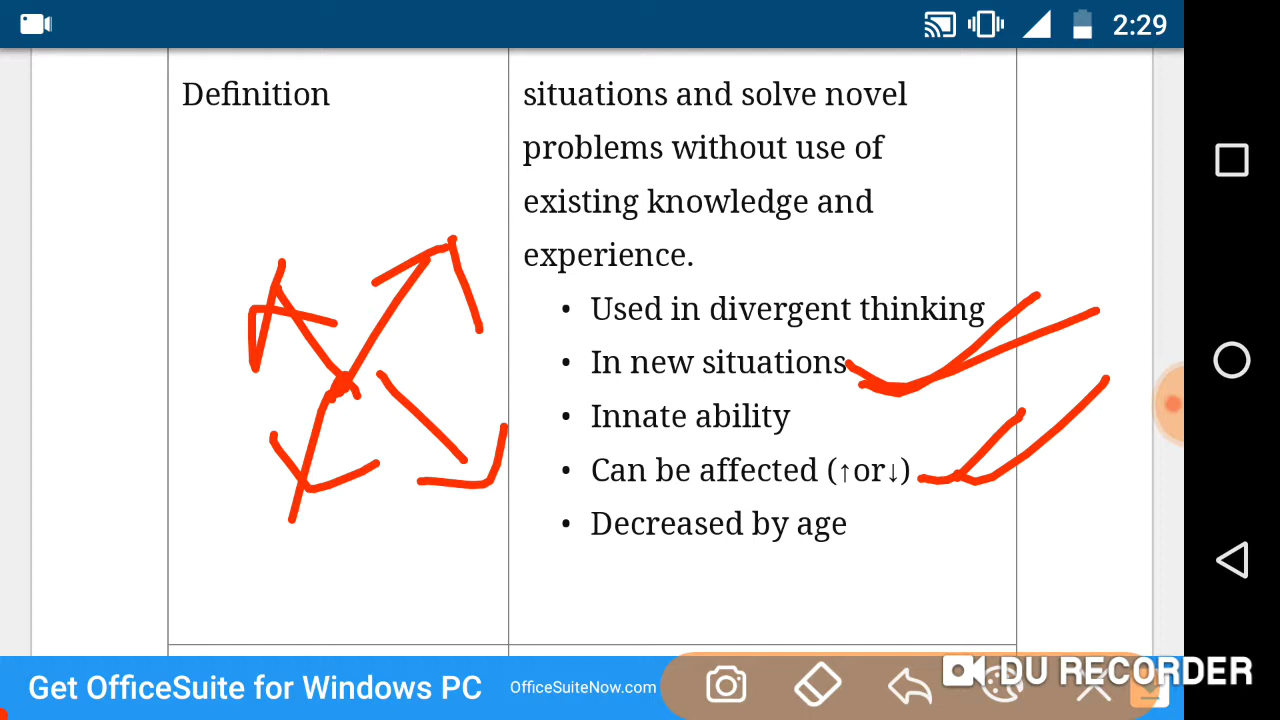 2:29
Definition
situations and solve novel
problems without use of
existing knowledge and
experience.
• Used in divergent thinking
• In new situations
• Innate ability
• Can be affected (↑or↓)
• Decreased by age
Get OfficeSuite for Windows PC
OfficeSuiteNow.com
DU RECORDER